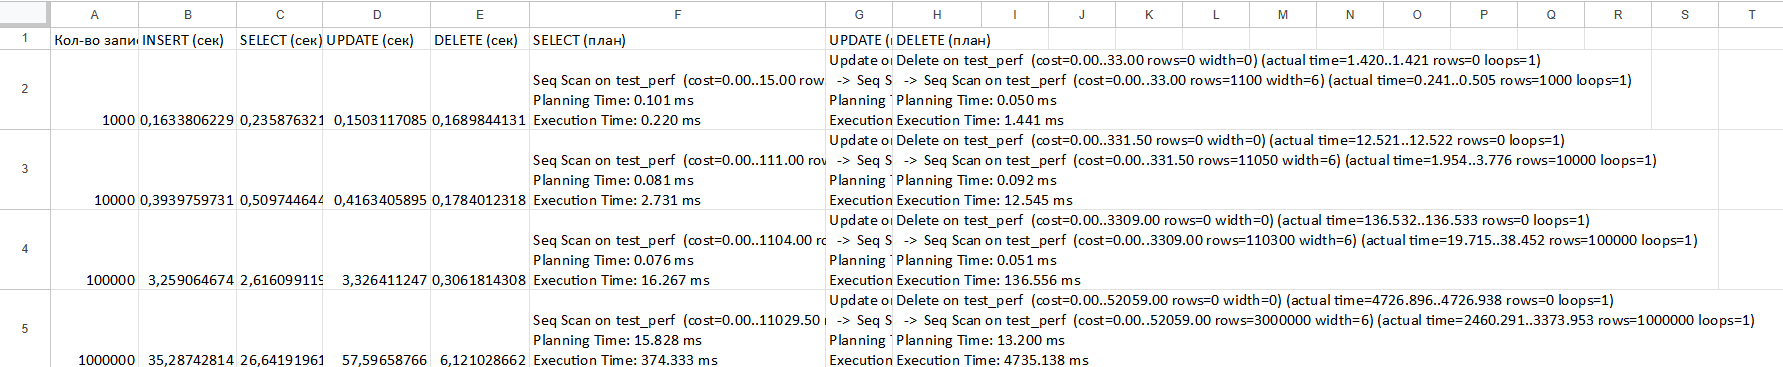 A B C D E F G H I J K L M N O P Q R S T
1 Кол-во запи INSERT (сек) SELECT (сек) UPDATE (сек) DELETE (сек) SELECT (план) UPDATE (п DELETE (план)
Update on Delete on test_perf (cost=0.00..33.00 rows=0 width=0) (actual time=1.420..1.421 rows=0 loops=1)
2 Seq Scan on test_perf (cost=0.00..15.00 row -> Seq S -> Seq Scan on test_perf (cost=0.00..33.00 rows=1100 width=6) (actual time=0.241..0.505 rows=1000 loops=1)
Planning Time: 0.101 ms Planning T Planning Time: 0.050 ms
1000 0,1633806229 0,235876321 0,1503117085 0,1689844131 Execution Time: 0.220 ms Execution Execution Time: 1.441 ms
Update on Delete on test_perf (cost=0.00..331.50 rows=0 width=0) (actual time=12.521..12.522 rows=0 loops=1)
3 Seq Scan on test_perf (cost=0.00..111.00 row -> Seq S -> Seq Scan on test_perf (cost=0.00..331.50 rows=11050 width=6) (actual time=1.954..3.776 rows=10000 loops=1)
Planning Time: 0.081 ms Planning T Planning Time: 0.092 ms
10000 0,3939759731 0,509744644 0,4163405895 0,1784012318 Execution Time: 2.731 ms Execution Execution Time: 12.545 ms
Update on Delete on test_perf (cost=0.00..3309.00 rows=0 width=0) (actual time=136.532..136.533 rows=0 loops=1)
4 Seq Scan on test_perf (cost=0.00..1104.00 ro -> Seq S -> Seq Scan on test_perf (cost=0.00..3309.00 rows=110300 width=6) (actual time=19.715..38.452 rows=100000 loops=1)
Planning Time: 0.076 ms Planning T Planning Time: 0.051 ms
100000 3,259064674 2,616099119 3,326411247 0,3061814308 Execution Time: 16.267 ms Execution Execution Time: 136.556 ms
Update on Delete on test_perf (cost=0.00..52059.00 rows=0 width=0) (actual time=4726.896..4726.938 rows=0 loops=1)
5 Seq Scan on test_perf (cost=0.00..11029.50 -> Seq S -> Seq Scan on test_perf (cost=0.00..52059.00 rows=3000000 width=6) (actual time=2460.291..3373.953 rows=1000000 loops=1)
Planning Time: 15.828 ms Planning T Planning Time: 13.200 ms
1000000 35,28742814 26,64191961 57,59658766 6,121028662 Execution Time: 374.333 ms Execution Execution Time: 4735.138 ms